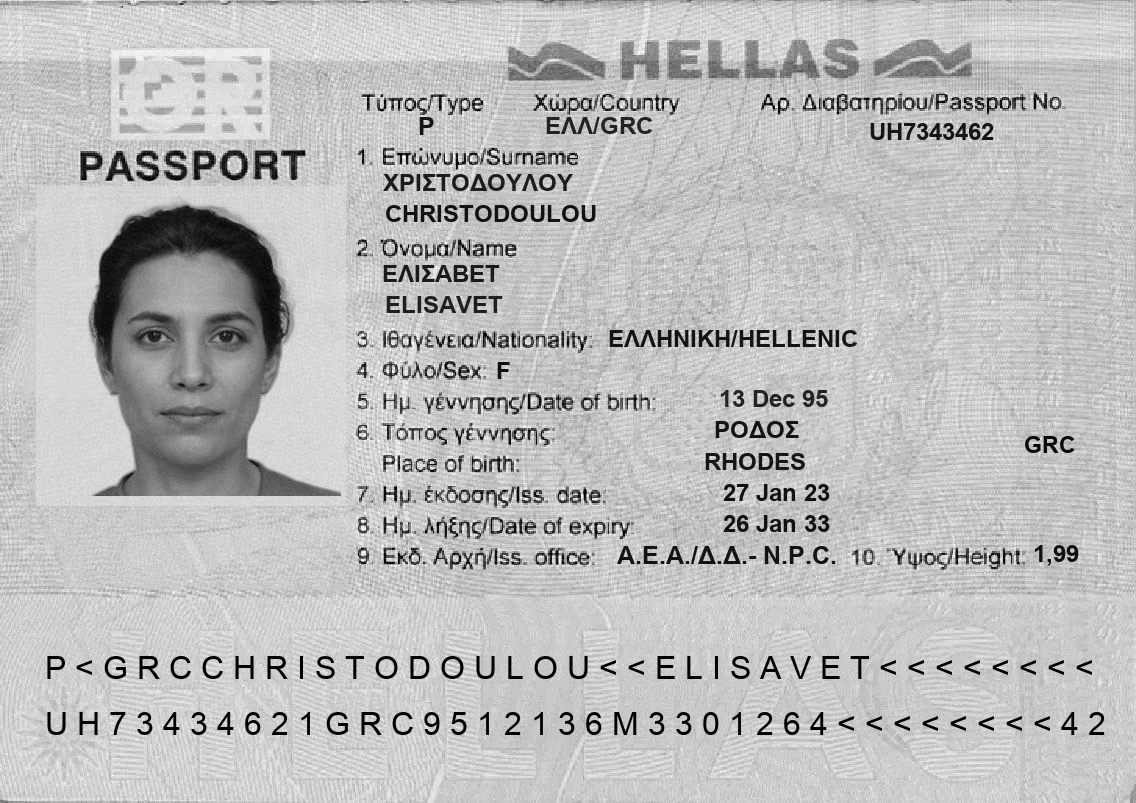 GR
HELLAS
PASSPORT
Τύπος/Type Χώρα/Country Αρ. Διαβατηρίου/Passport No.
P ΕΛΛ/GRC UH7343462
1. Επώνυμο/Surname
ΧΡΙΣΤΟΔΟΥΛΟΥ
CHRISTODOULOU
2. Όνομα/Name
ΕΛΙΣΑΒΕΤ
ELISAVET
3. Ιθαγένεια/Nationality: ΕΛΛΗΝΙΚΗ/HELLENIC
4. Φύλο/Sex: F
5. Ημ. γέννησης/Date of birth: 13 Dec 95
6. Τόπος γέννησης: ΡΟΔΟΣ
GRC
Place of birth: RHODES
7. Ημ. έκδοσης/Iss. date: 27 Jan 23
8. Ημ. λήξης/Date of expiry: 26 Jan 33
9 Εκδ. Αρχή/Iss. office: Α.Ε.Α./Δ.Δ.- N.P.C. 10. Ύψος/Height: 1,99
HELLAS
P<GRCCHRISTODOULOU<<ELISAVET<<<<<<<<
UH73434621GRC9512136M3301264<<<<<<<<42